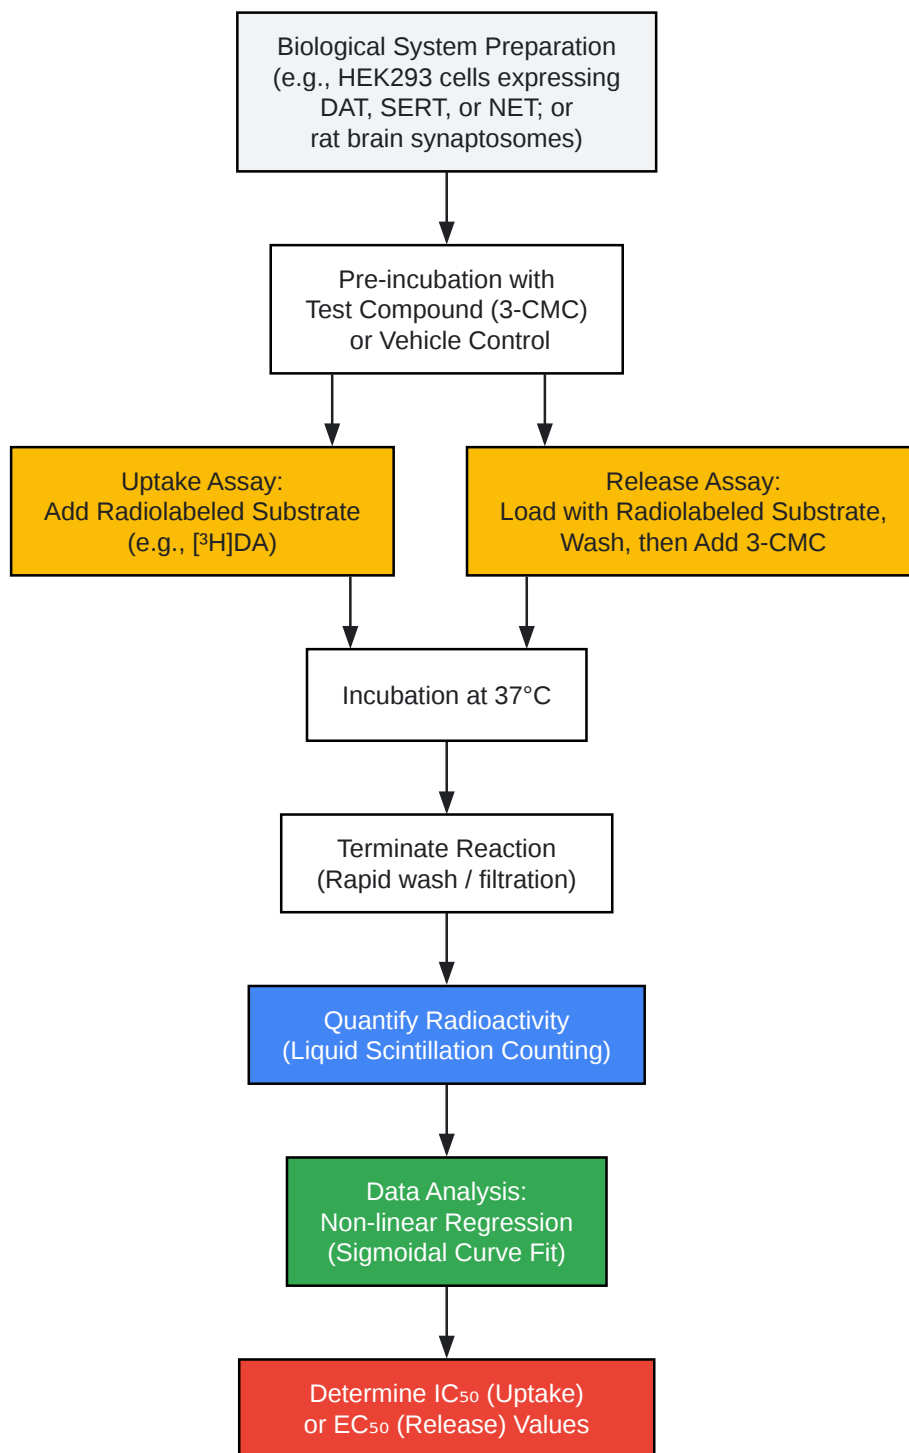 Biological System Preparation
(e.g., HEK293 cells expressing
DAT, SERT, or NET; or
rat brain synaptosomes)
Pre-incubation with
Test Compound (3-CMC)
or Vehicle Control
Uptake Assay:
Add Radiolabeled Substrate
(e.g., [³H]DA)
Release Assay:
Load with Radiolabeled Substrate,
Wash, then Add 3-CMC
Incubation at 37°C
Terminate Reaction
(Rapid wash / filtration)
Quantify Radioactivity
(Liquid Scintillation Counting)
Data Analysis:
Non-linear Regression
(Sigmoidal Curve Fit)
Determine IC₅₀ (Uptake)
or EC₅₀ (Release) Values